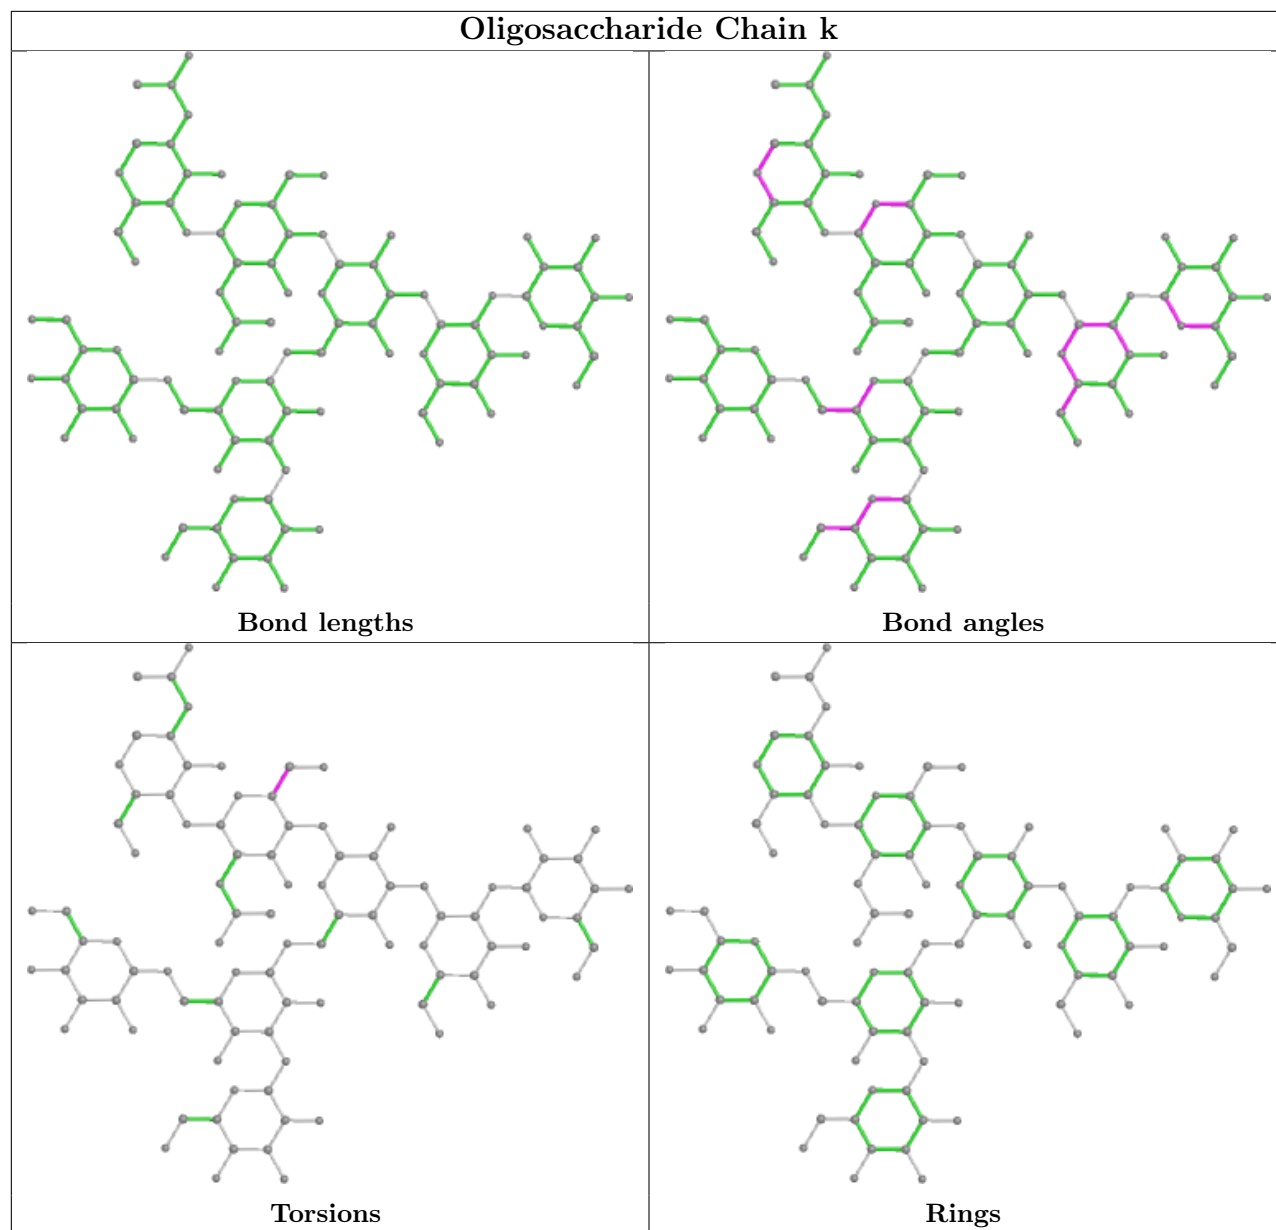 Oligosaccharide Chain k
Bond lengths
Bond angles
Torsions
Rings